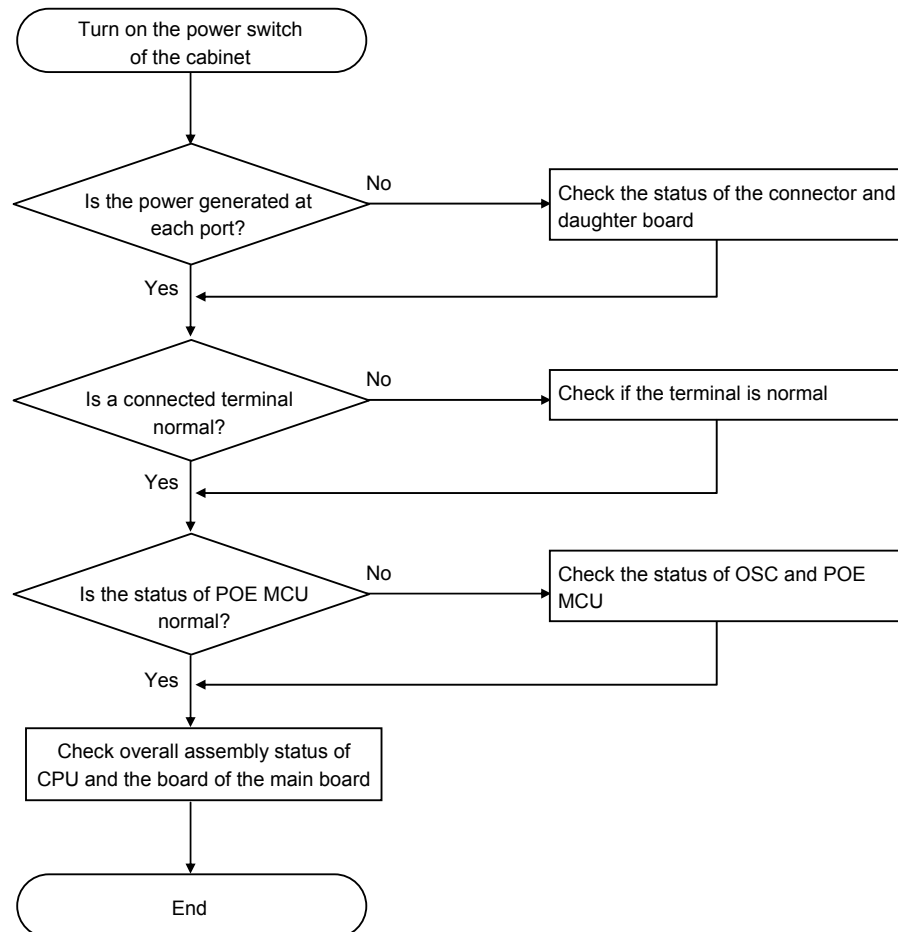 Turn on the power switch
of the cabinet
Is the power generated at
each port?
No
Check the status of the connector and
daughter board
Yes
Is a connected terminal
normal?
No
Check if the terminal is normal
Yes
Is the status of POE MCU
normal?
No
Check the status of OSC and POE
MCU
Yes
Check overall assembly status of
CPU and the board of the main board
End